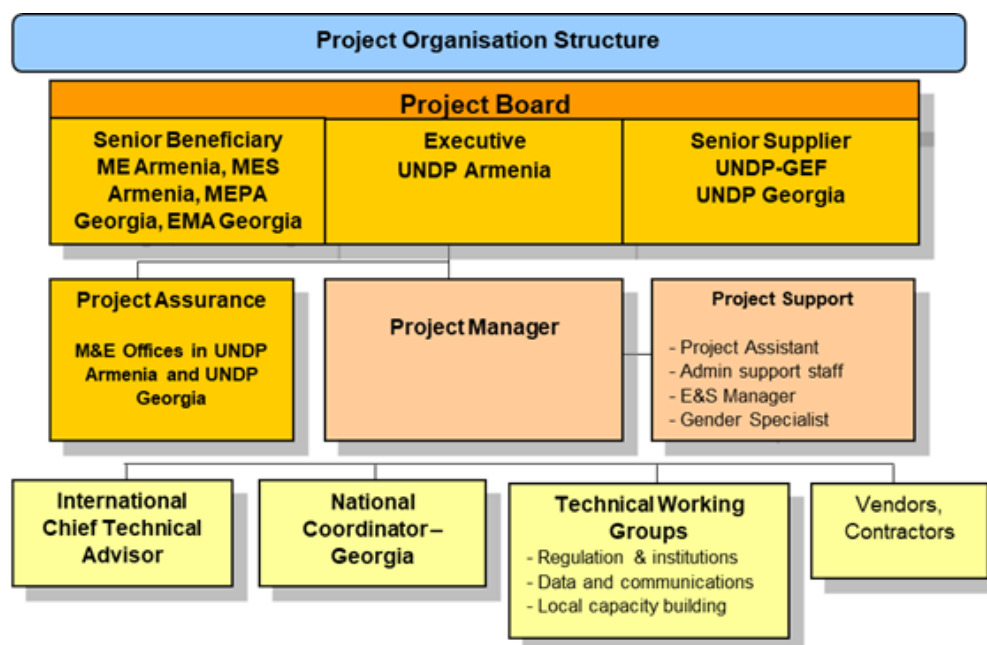 Project Organisation Structure
Project Board
Senior Beneficiary
ME Armenia, MES
Armenia, MEPA
Georgia, EMA Georgia
Executive
UNDP Armenia
Senior Supplier
UNDP-GEF
UNDP Georgia
Project Assurance
M&E Offices in UNDP
Armenia and UNDP
Georgia
Project Manager
Project Support
- Project Assistant
- Admin support staff
- E&S Manager
- Gender Specialist
International
Chief Technical
Advisor
National
Coordinator–
Georgia
Technical Working
Groups
- Regulation & institutions
- Data and communications
- Local capacity building
Vendors,
Contractors